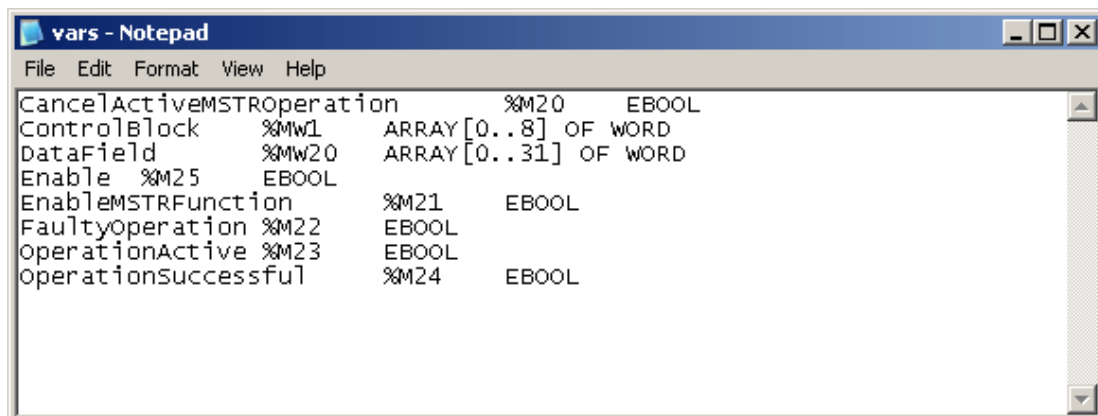 vars - Notepad
File Edit Format View Help
CancelActiveMSTROperation %M20 EBOOL
ControlBlock %MW1 ARRAY[0..8] OF WORD
DataField %MW20 ARRAY[0..31] OF WORD
Enable %M25 EBOOL
EnableMSTRFunction %M21 EBOOL
FaultyOperation %M22 EBOOL
OperationActive %M23 EBOOL
OperationSuccessful %M24 EBOOL